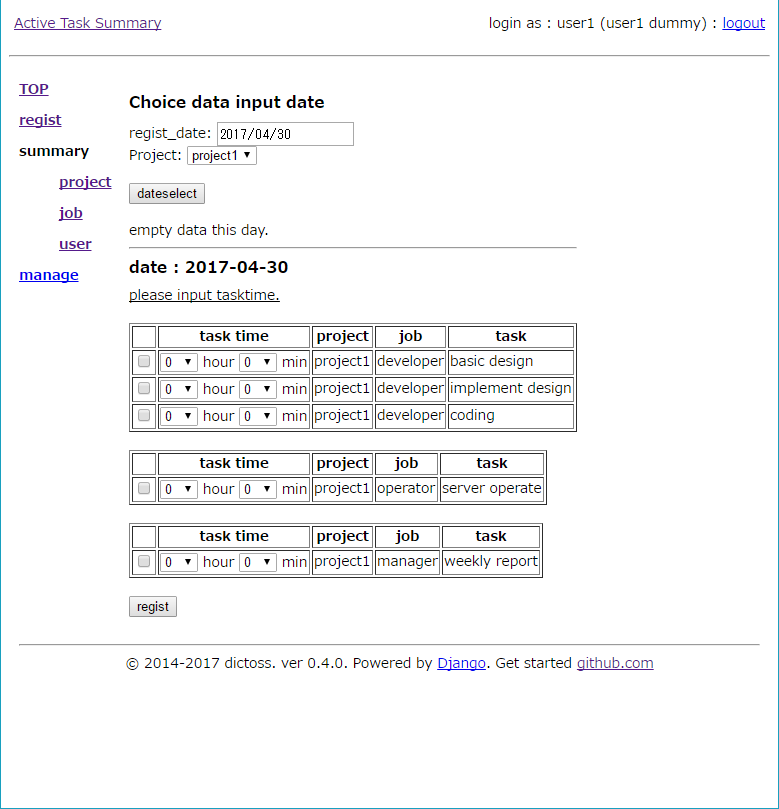 Active Task Summary login as : user1 (user1 dummy) : logout
TOP
regist
summary
project
job
user
manage
Choice data input date
regist_date: 2017/04/30
Project: project1
dateselect
empty data this day.
date : 2017-04-30
please input tasktime.
task time project job task
0 hour 0 min project1 developer basic design
0 hour 0 min project1 developer implement design
0 hour 0 min project1 developer coding
task time project job task
0 hour 0 min project1 operator server operate
task time project job task
0 hour 0 min project1 manager weekly report
regist
© 2014-2017 dictoss. ver 0.4.0. Powered by Django. Get started github.com